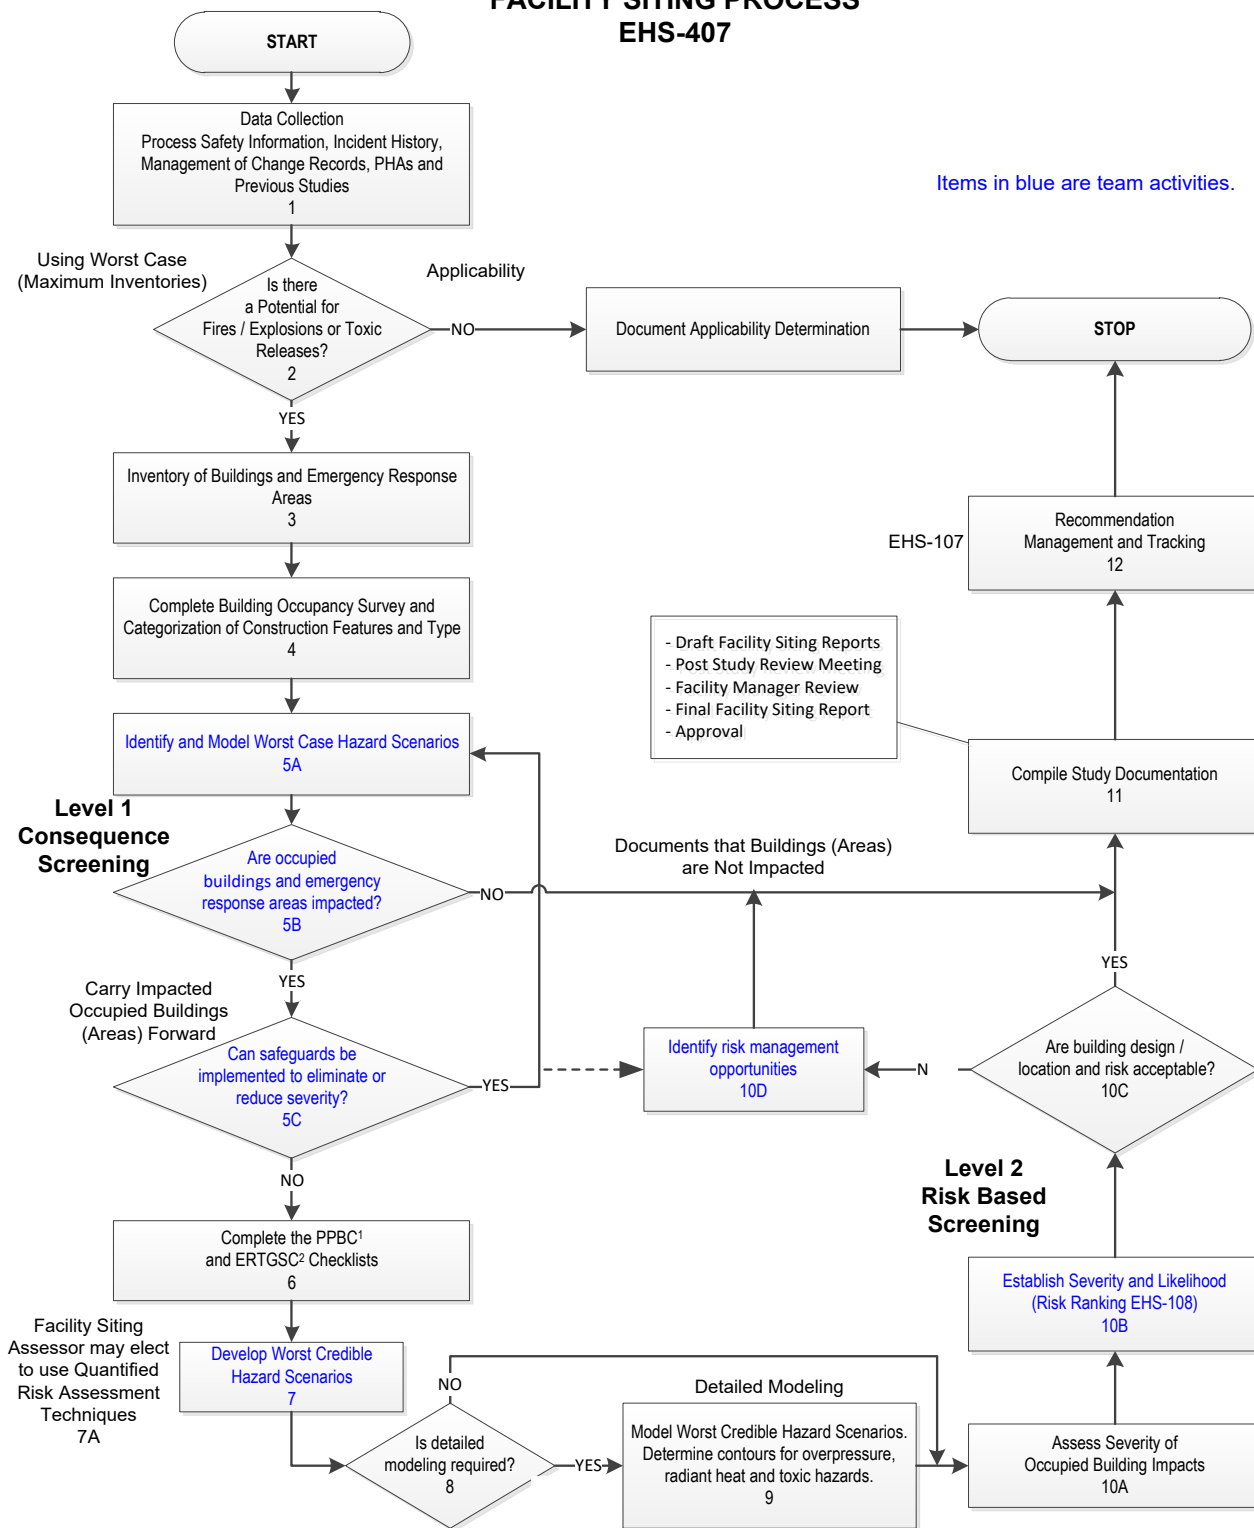 FACILITY SITING PROCESS
EHS-407
START
Data Collection
Process Safety Information, Incident History,
Management of Change Records, PHAs and
Previous Studies
1
Items in blue are team activities.
Using Worst Case
(Maximum Inventories)
Is there
a Potential for
Fires / Explosions or Toxic
Releases?
2
Applicability
NO
Document Applicability Determination
STOP
YES
Inventory of Buildings and Emergency Response
Areas
3
EHS-107
Recommendation
Management and Tracking
12
Complete Building Occupancy Survey and
Categorization of Construction Features and Type
4
- Draft Facility Siting Reports
- Post Study Review Meeting
- Facility Manager Review
- Final Facility Siting Report
- Approval
Identify and Model Worst Case Hazard Scenarios
5A
Compile Study Documentation
11
Level 1
Consequence
Screening
Are occupied
buildings and emergency
response areas impacted?
5B
NO
Documents that Buildings (Areas)
are Not Impacted
YES
Carry Impacted
Occupied Buildings
(Areas) Forward
Can safeguards be
implemented to eliminate or
reduce severity?
5C
YES
Identify risk management
opportunities
10D
N
YES
Are building design /
location and risk acceptable?
10C
NO
Level 2
Risk Based
Screening
Complete the PPBC¹
and ERTGSC² Checklists
6
Establish Severity and Likelihood
(Risk Ranking EHS-108)
10B
Facility Siting
Assessor may elect
to use Quantified
Risk Assessment
Techniques
7A
Develop Worst Credible
Hazard Scenarios
7
NO
Is detailed
modeling required?
8
YES
Detailed Modeling
Model Worst Credible Hazard Scenarios.
Determine contours for overpressure,
radiant heat and toxic hazards.
9
Assess Severity of
Occupied Building Impacts
10A